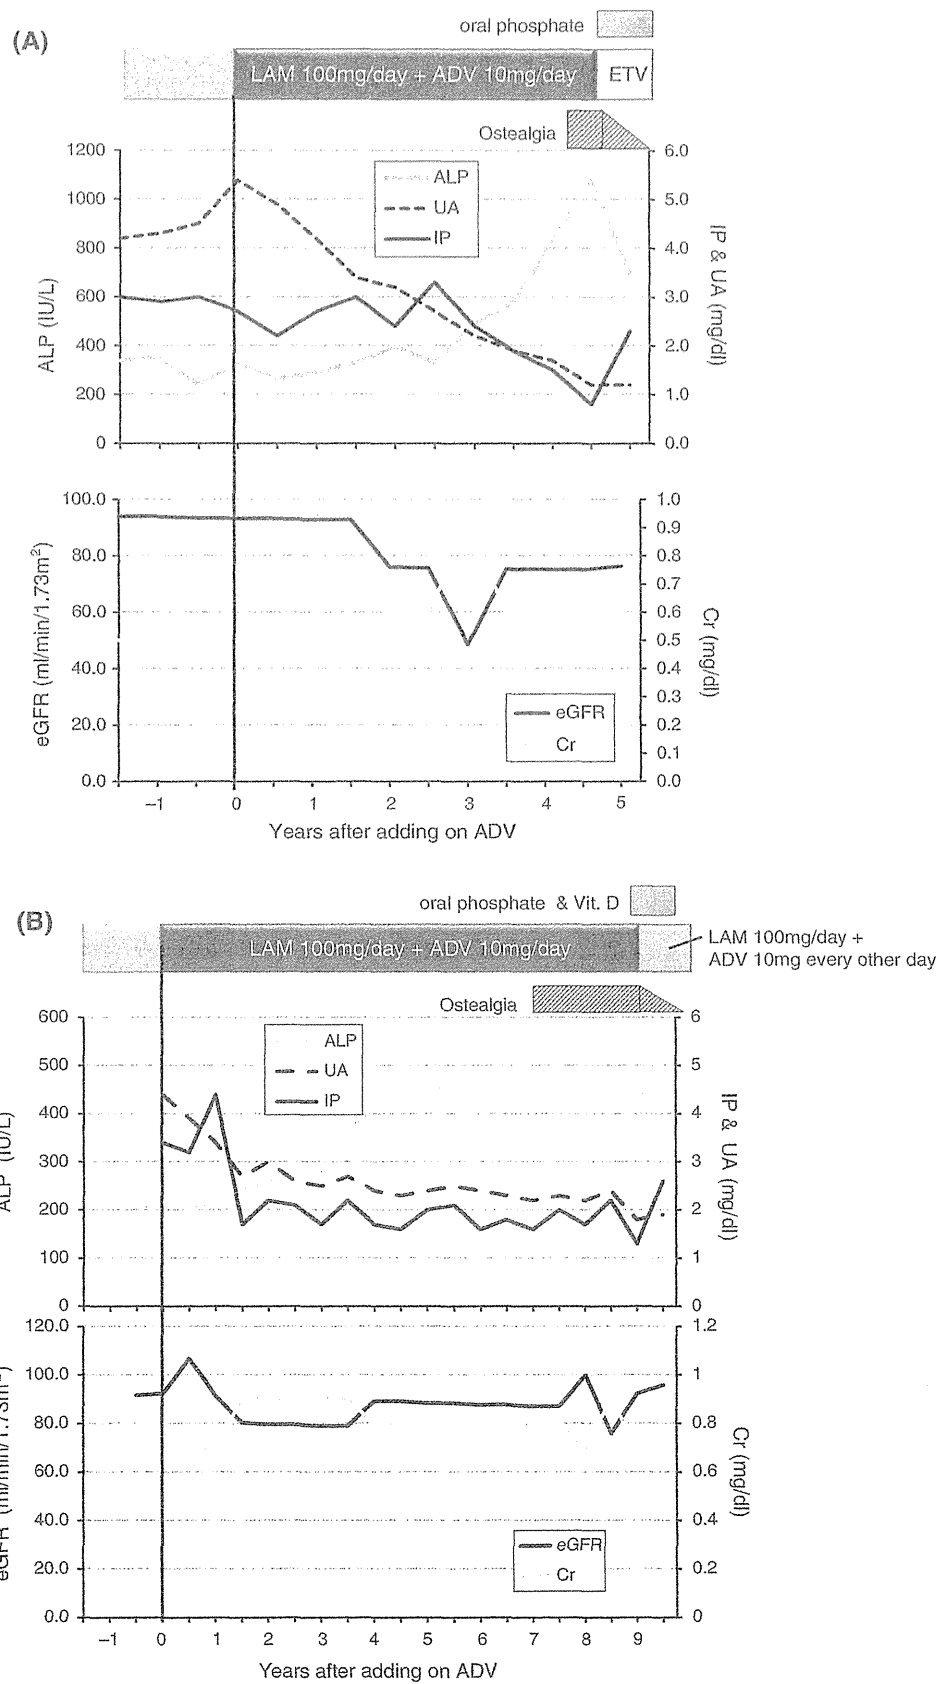 (A)
oral phosphate
LAM 100mg/day + ADV 10mg/day
ETV
Ostealgia
1200
1000
800
600
400
200
0
ALP (IU/L)
ALP
UA
IP
6.0
5.0
4.0
3.0
2.0
1.0
0.0
IP & UA (mg/dl)
100.0
80.0
60.0
40.0
20.0
0.0
eGFR (ml/min/1.73m²)
eGFR
Cr
1.0
0.9
0.8
0.7
0.6
0.5
0.4
0.3
0.2
0.1
0.0
Cr (mg/dl)
–1 0 1 2 3 4 5
Years after adding on ADV
(B)
oral phosphate & Vit. D
LAM 100mg/day + ADV 10mg/day
LAM 100mg/day +
ADV 10mg every other day
Ostealgia
600
500
400
300
200
100
0
ALP (IU/L)
ALP
UA
IP
6
5
4
3
2
1
0
IP & UA (mg/dl)
120.0
100.0
80.0
60.0
40.0
20.0
0.0
eGFR (ml/min/1.73m²)
eGFR
Cr
1.2
1
0.8
0.6
0.4
0.2
0
Cr (mg/dl)
–1 0 1 2 3 4 5 6 7 8 9
Years after adding on ADV